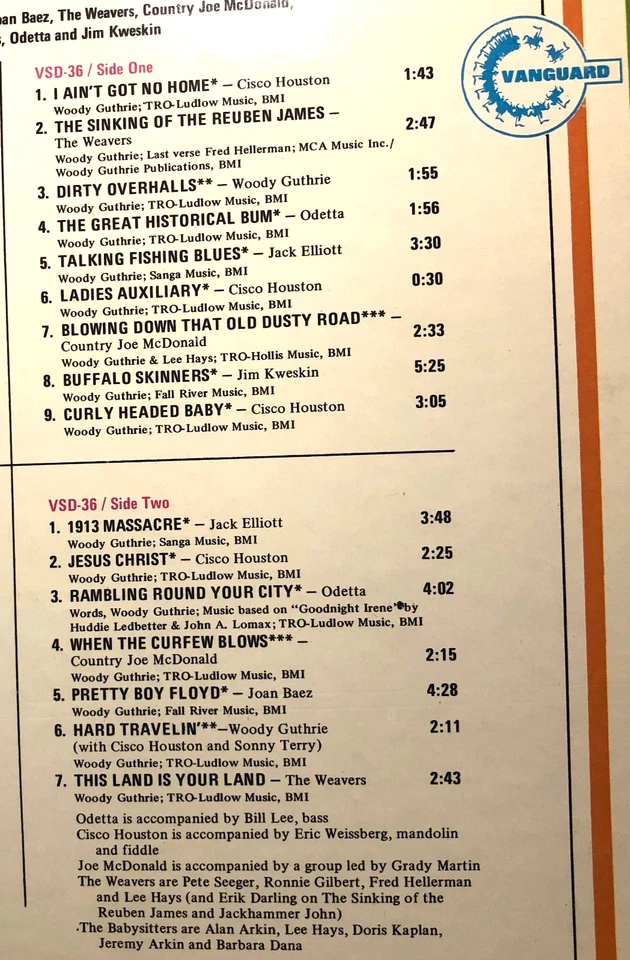 oan Baez, The Weavers, Country Joe McDonald,
s, Odetta and Jim Kweskin
VANGUARD
VSD-36 / Side One
1. I AIN'T GOT NO HOME* — Cisco Houston 1:43
Woody Guthrie; TRO-Ludlow Music, BMI
2. THE SINKING OF THE REUBEN JAMES —
The Weavers 2:47
Woody Guthrie; Last verse Fred Hellerman; MCA Music Inc./
Woody Guthrie Publications, BMI
3. DIRTY OVERHALLS** — Woody Guthrie 1:55
Woody Guthrie; TRO-Ludlow Music, BMI
4. THE GREAT HISTORICAL BUM* — Odetta 1:56
Woody Guthrie; TRO-Ludlow Music, BMI
5. TALKING FISHING BLUES* — Jack Elliott 3:30
Woody Guthrie; Sanga Music, BMI
6. LADIES AUXILIARY* — Cisco Houston 0:30
Woody Guthrie; TRO-Ludlow Music, BMI
7. BLOWING DOWN THAT OLD DUSTY ROAD*** —
Country Joe McDonald 2:33
Woody Guthrie & Lee Hays; TRO-Hollis Music, BMI
8. BUFFALO SKINNERS* — Jim Kweskin 5:25
Woody Guthrie; Fall River Music, BMI
9. CURLY HEADED BABY* — Cisco Houston 3:05
Woody Guthrie; TRO-Ludlow Music, BMI
VSD-36 / Side Two
1. 1913 MASSACRE* — Jack Elliott 3:48
Woody Guthrie; Sanga Music, BMI
2. JESUS CHRIST* — Cisco Houston 2:25
Woody Guthrie; TRO-Ludlow Music, BMI
3. RAMBLING ROUND YOUR CITY* — Odetta 4:02
Words, Woody Guthrie; Music based on "Goodnight Irene" by
Huddie Ledbetter & John A. Lomax; TRO-Ludlow Music, BMI
4. WHEN THE CURFEW BLOWS*** —
Country Joe McDonald 2:15
Woody Guthrie; TRO-Ludlow Music, BMI
5. PRETTY BOY FLOYD* — Joan Baez 4:28
Woody Guthrie; Fall River Music, BMI
6. HARD TRAVELIN'**—Woody Guthrie 2:11
(with Cisco Houston and Sonny Terry)
Woody Guthrie; TRO-Ludlow Music, BMI
7. THIS LAND IS YOUR LAND — The Weavers 2:43
Woody Guthrie; TRO-Ludlow Music, BMI
Odetta is accompanied by Bill Lee, bass
Cisco Houston is accompanied by Eric Weissberg, mandolin
and fiddle
Joe McDonald is accompanied by a group led by Grady Martin
The Weavers are Pete Seeger, Ronnie Gilbert, Fred Hellerman
and Lee Hays (and Erik Darling on The Sinking of the
Reuben James and Jackhammer John)
The Babysitters are Alan Arkin, Lee Hays, Doris Kaplan,
Jeremy Arkin and Barbara Dana